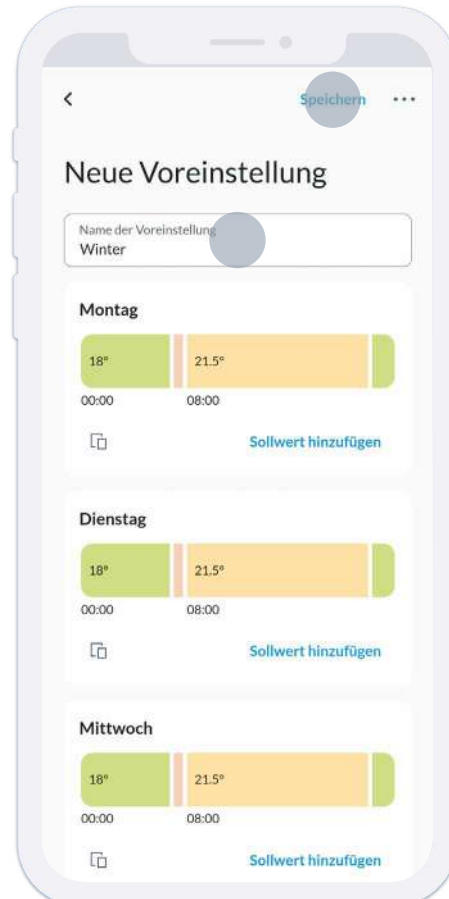 Speichern
Neue Voreinstellung
Name der Voreinstellung
Winter
Montag
18° 21.5°
00:00 08:00
Sollwert hinzufügen
Dienstag
18° 21.5°
00:00 08:00
Sollwert hinzufügen
Mittwoch
18° 21.5°
00:00 08:00
Sollwert hinzufügen